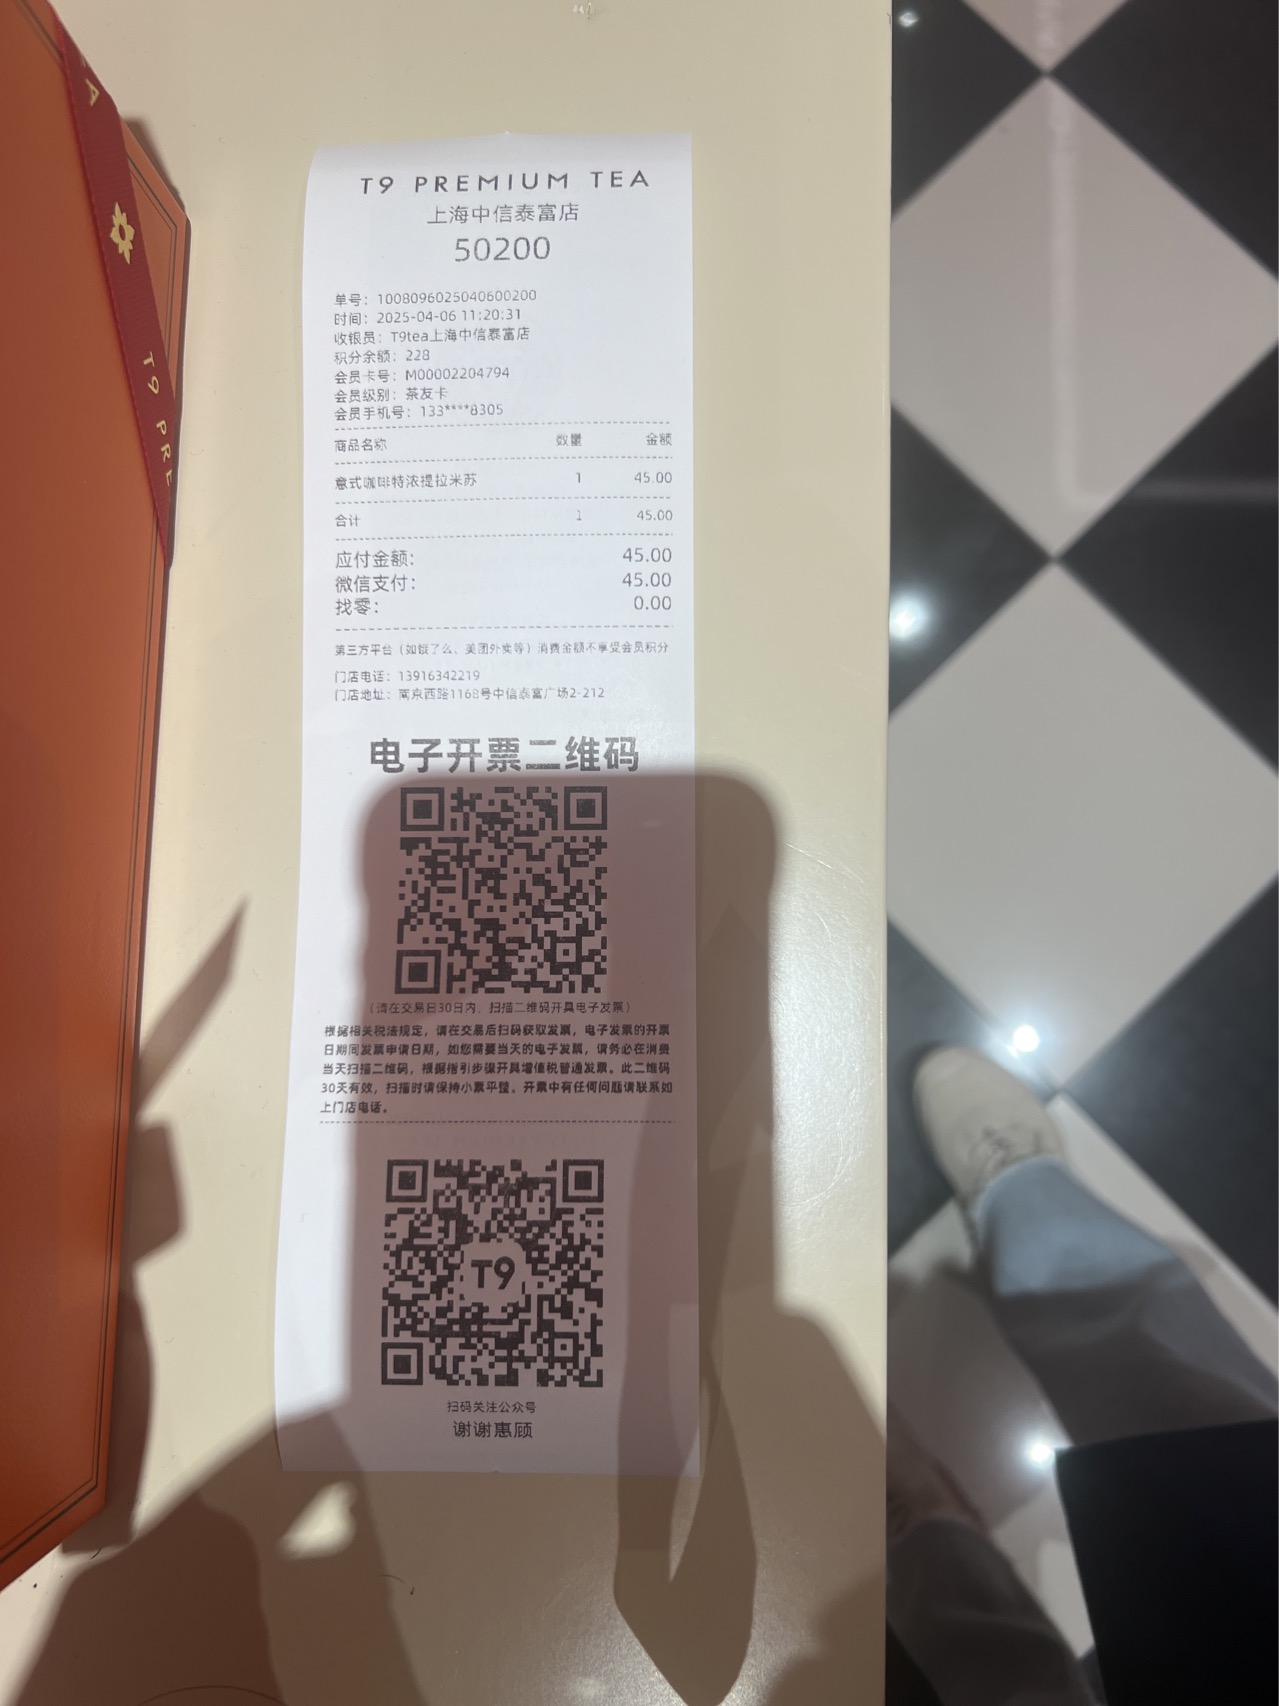 T9 PREMIUM TEA
上海中信泰富店
50200
单号：1008096025040600200
时间：2025-04-06 11:20:31
收银员：T9tea上海中信泰富店
积分余额：228
会员卡号：M00002204794
会员级别：茶友卡
会员手机号：133****8305
商品名称 数量 金额
意式咖啡特浓提拉米苏 1 45.00
合计 1 45.00
应付金额： 45.00
微信支付： 45.00
找零： 0.00
第三方平台（如饿了么、美团外卖等）消费金额不享受会员积分
门店电话：13916342219
门店地址：南京西路1168号中信泰富广场2-212
电子开票二维码
（请在交易日30日内，扫描二维码开具电子发票）
根据相关税法规定，请在交易后扫码获取发票，电子发票的开票
日期同发票申请日期，如您需要当天的电子发票，请务必在消费
当天扫描二维码，根据指引步骤开具增值税普通发票。此二维码
30天有效，扫描时请保持小票平整。开票中有任何问题请联系如
上门店电话。
T9
扫码关注公众号
谢谢惠顾
A
T9 PRE